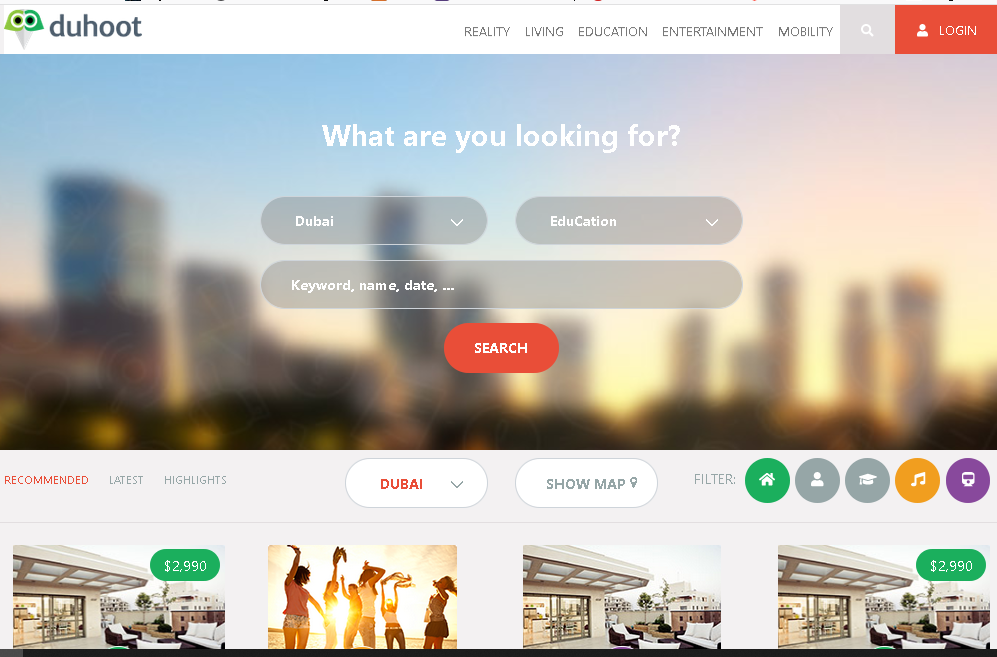 duhoot
REALITY LIVING EDUCATION ENTERTAINMENT MOBILITY LOGIN
What are you looking for?
Dubai EduCation
Keyword, name, date, ...
SEARCH
RECOMMENDED LATEST HIGHLIGHTS DUBAI SHOW MAP FILTER:
$2,990 $2,990